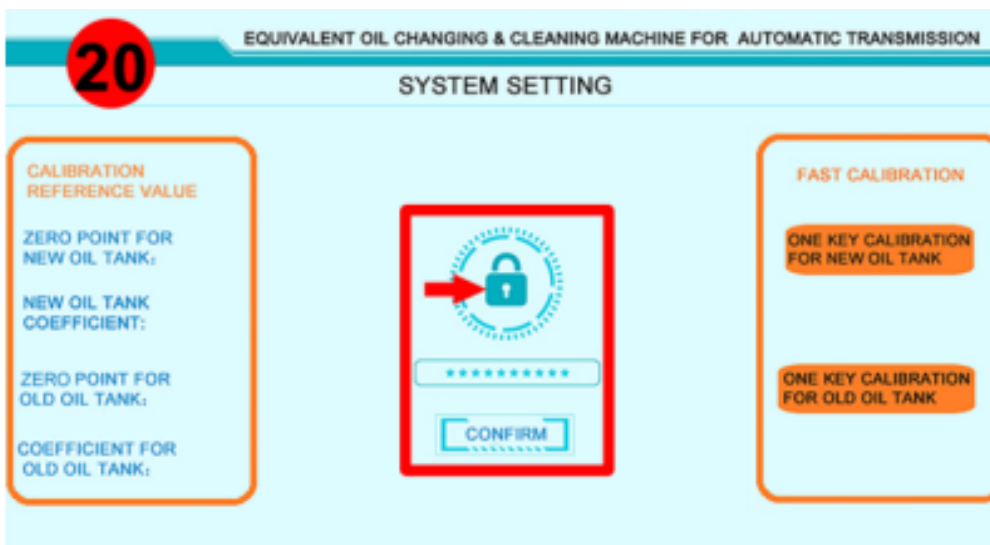 20
EQUIVALENT OIL CHANGING & CLEANING MACHINE FOR AUTOMATIC TRANSMISSION
SYSTEM SETTING
CALIBRATION
REFERENCE VALUE
ZERO POINT FOR
NEW OIL TANK:
NEW OIL TANK
COEFFICIENT:
ZERO POINT FOR
OLD OIL TANK:
COEFFICIENT FOR
OLD OIL TANK:
**********
CONFIRM
FAST CALIBRATION
ONE KEY CALIBRATION
FOR NEW OIL TANK
ONE KEY CALIBRATION
FOR OLD OIL TANK